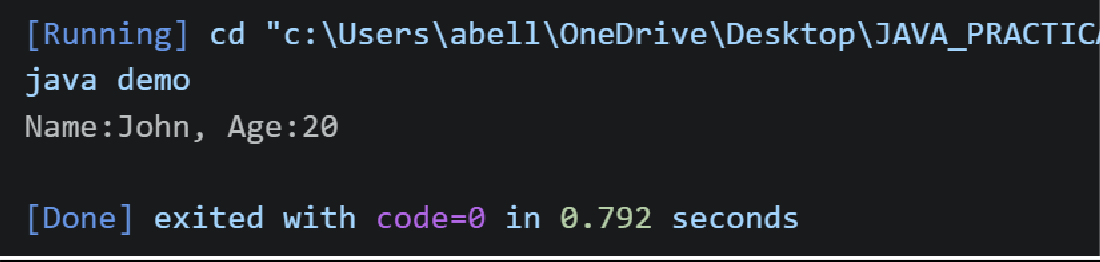 [Running] cd "c:\Users\abell\OneDrive\Desktop\JAVA_PRACTICA
java demo
Name:John, Age:20
[Done] exited with code=0 in 0.792 seconds